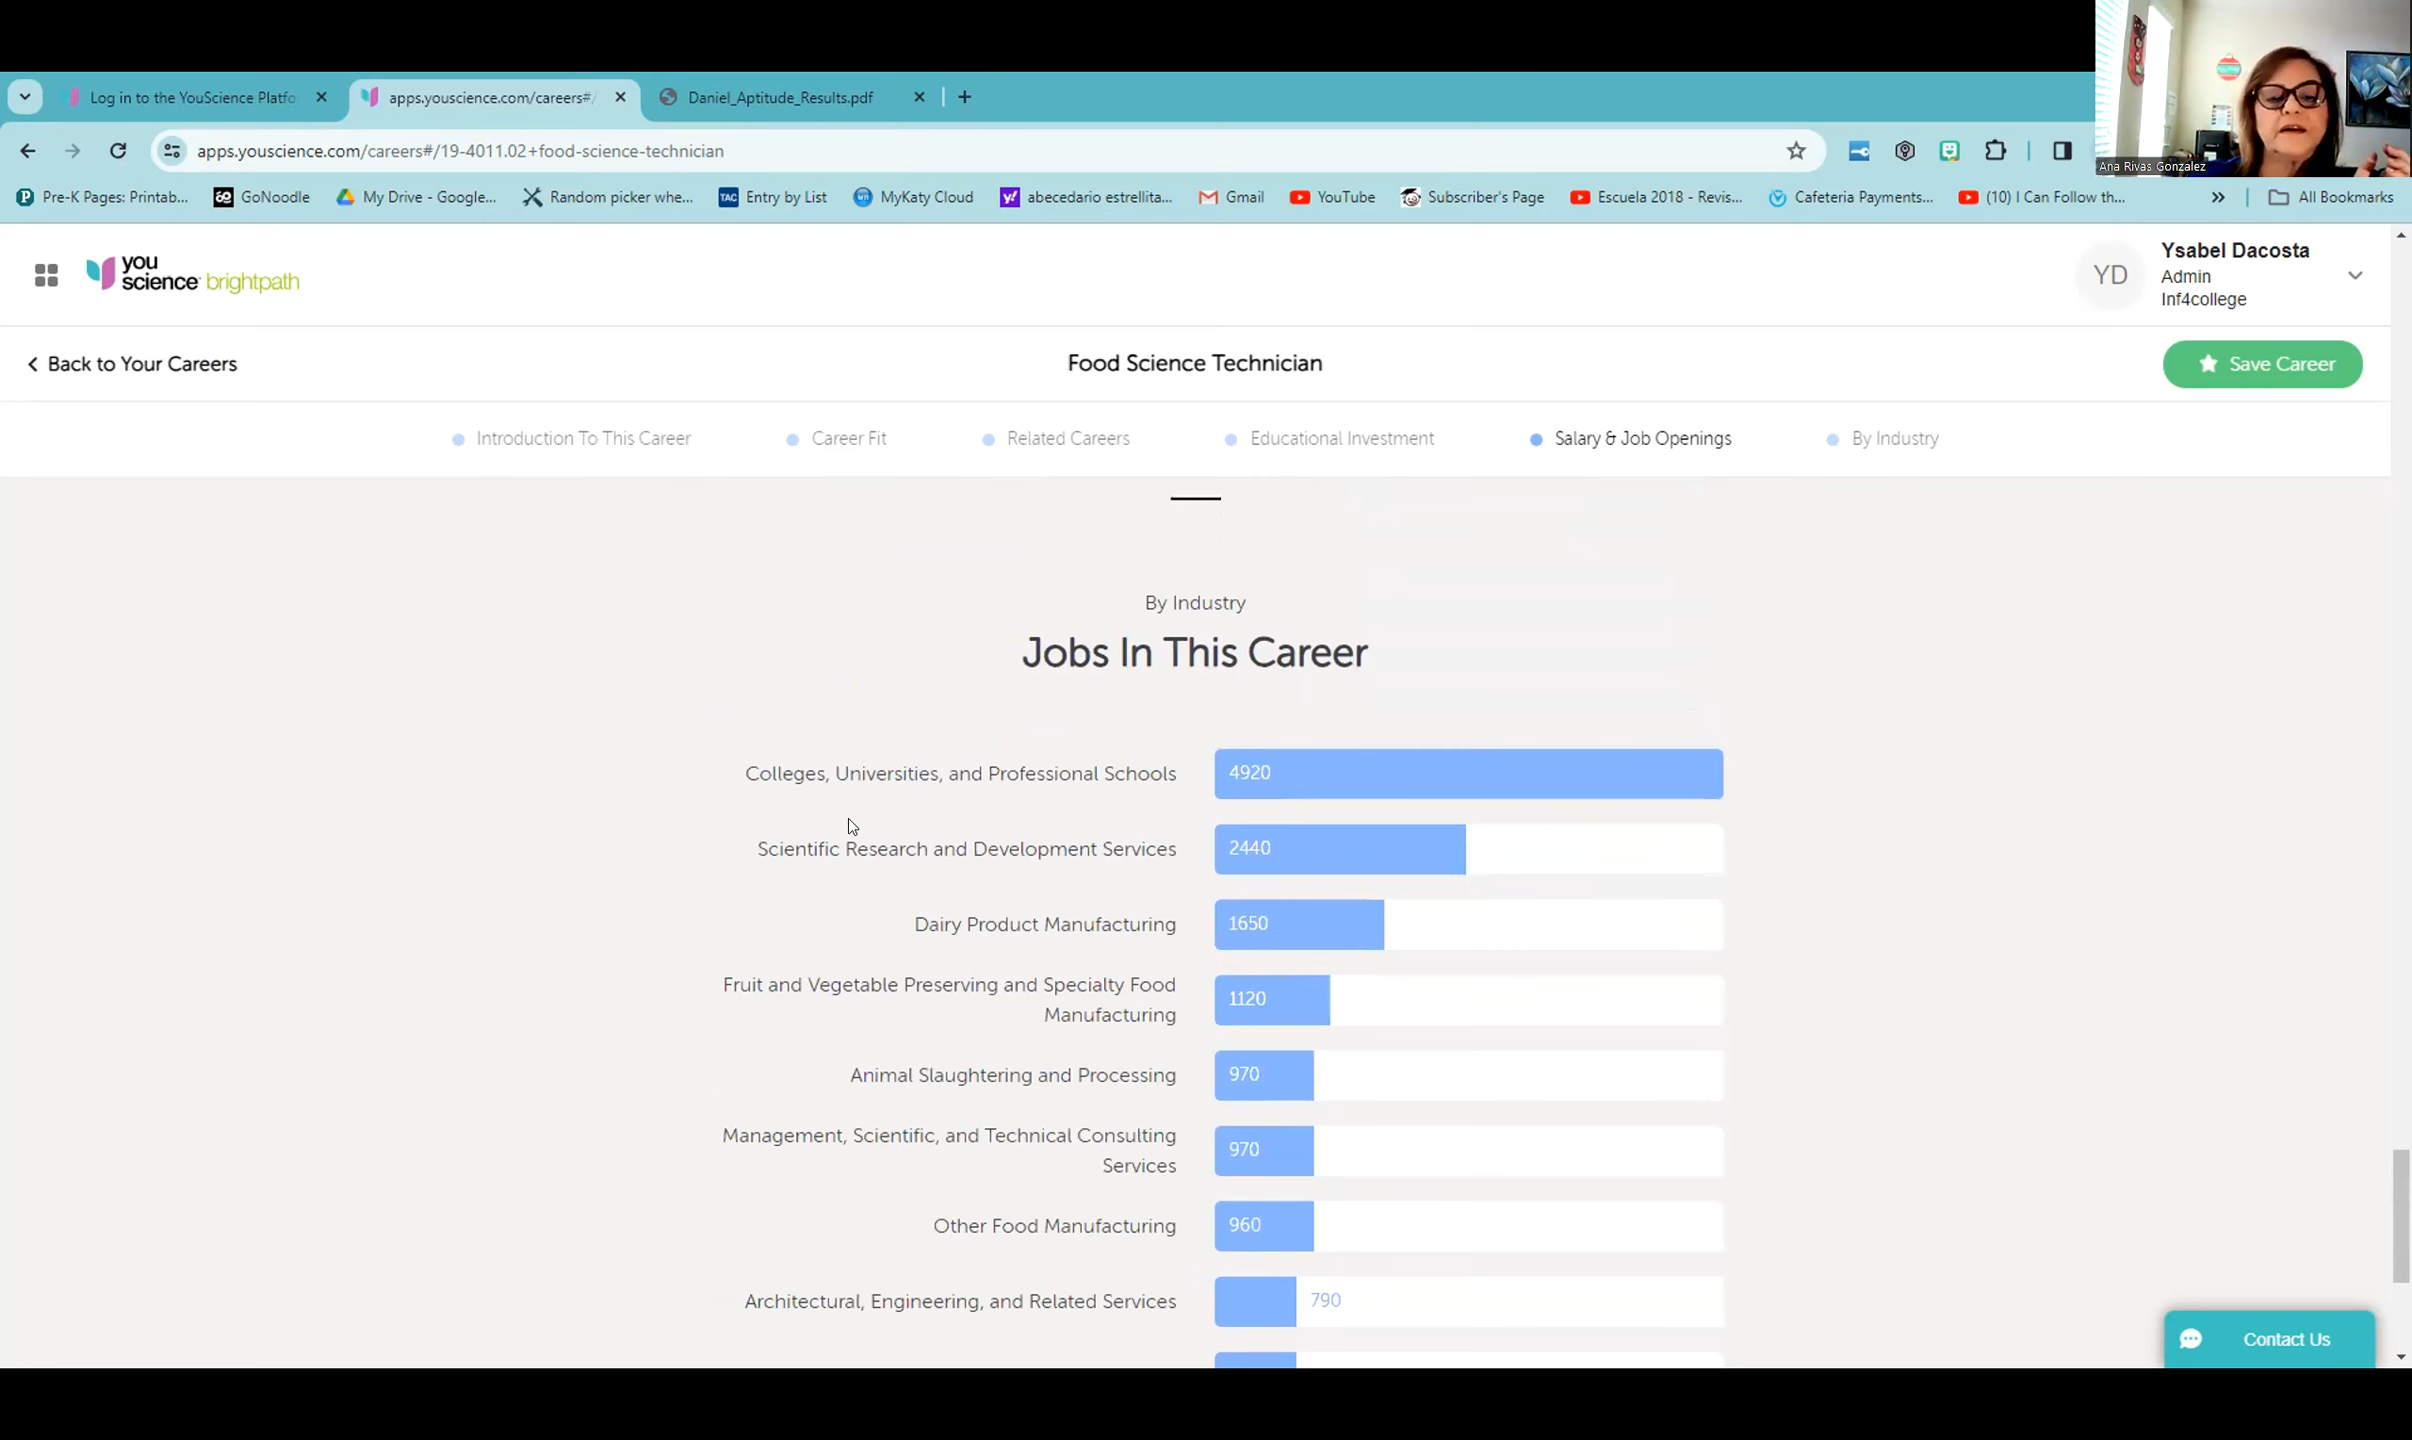 Log in to the YouScience Platfo
apps.youscience.com/careers#/
Daniel_Aptitude_Results.pdf
apps.youscience.com/careers#/19-4011.02+food-science-technician
Ana Rivas Gonzalez
Pre-K Pages: Printab...
GoNoodle
My Drive - Google...
Random picker whe...
TAC
Entry by List
MyKaty Cloud
abecedario estrellita...
Gmail
YouTube
Subscriber's Page
Escuela 2018 - Revis...
Cafeteria Payments...
(10) I Can Follow th...
All Bookmarks
you
science brightpath
YD
Ysabel Dacosta
Admin
Inf4college
Back to Your Careers
Food Science Technician
Save Career
Introduction To This Career
Career Fit
Related Careers
Educational Investment
Salary & Job Openings
By Industry
By Industry
Jobs In This Career
Colleges, Universities, and Professional Schools
4920
Scientific Research and Development Services
2440
Dairy Product Manufacturing
1650
Fruit and Vegetable Preserving and Specialty Food
Manufacturing
1120
Animal Slaughtering and Processing
970
Management, Scientific, and Technical Consulting
Services
970
Other Food Manufacturing
960
Architectural, Engineering, and Related Services
790
Contact Us